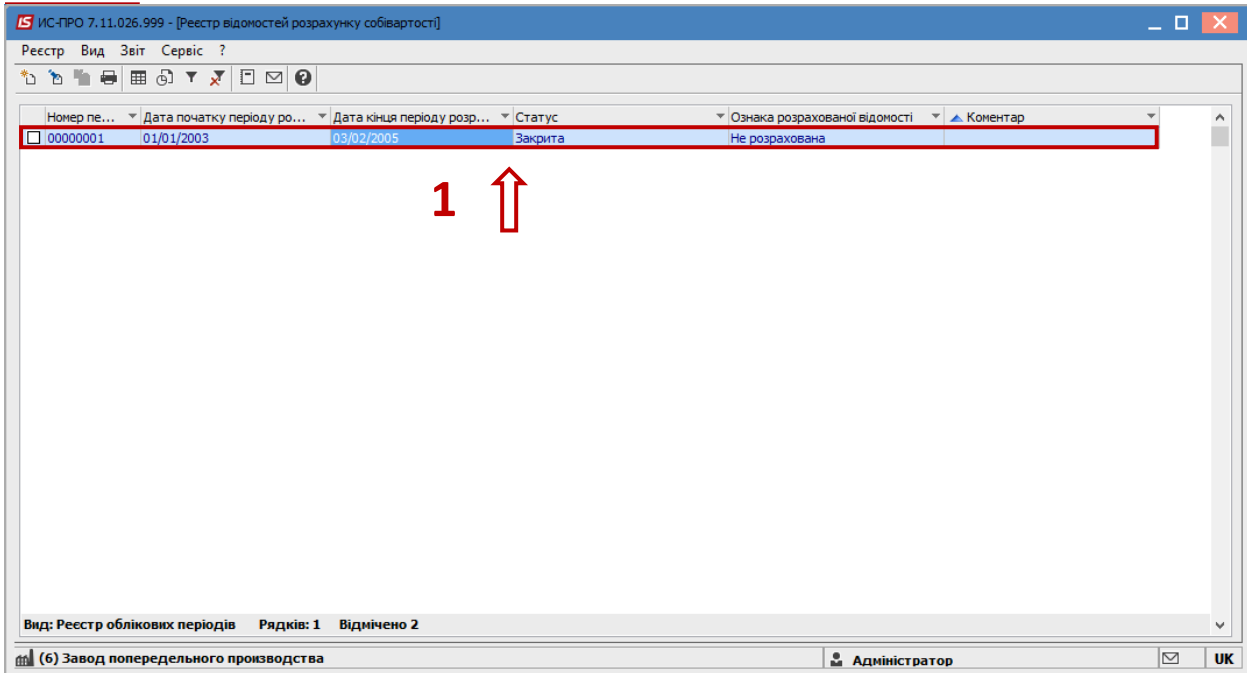 ИС-ПРО 7.11.026.999 - [Реєстр відомостей розрахунку собівартості]
Реєстр Вид Звіт Сервіс ?
Номер пе... Дата початку періоду ро... Дата кінця періоду розр... Статус Ознака розрахованої відомості Коментар
00000001 01/01/2003 03/02/2005 Закрита Не розрахована
1
Вид: Реєстр облікових періодів Рядків: 1 Відмічено 2
(6) Завод попередельного производства Адміністратор UK